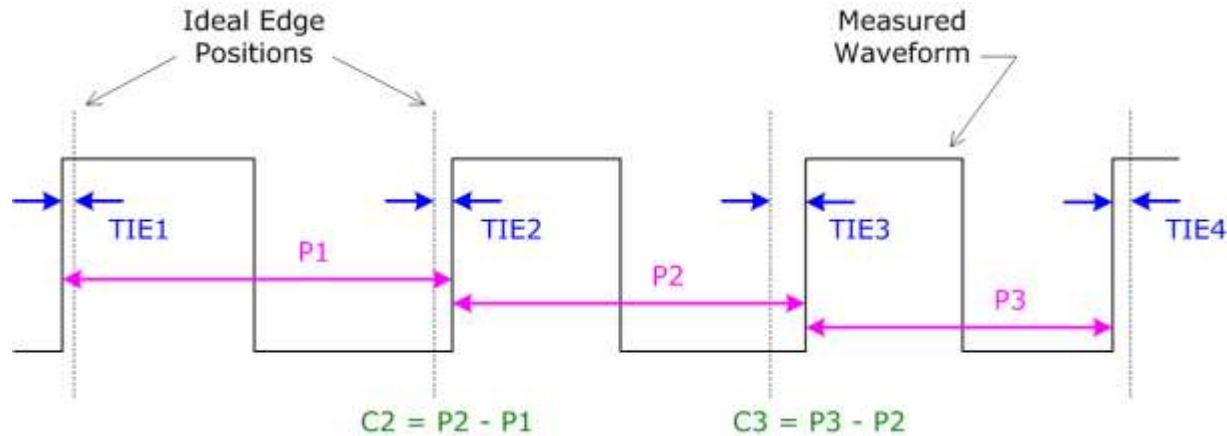 Ideal Edge
Positions
Measured
Waveform
TIE1
TIE2
TIE3
TIE4
P1
P2
P3
C2 = P2 - P1
C3 = P3 - P2